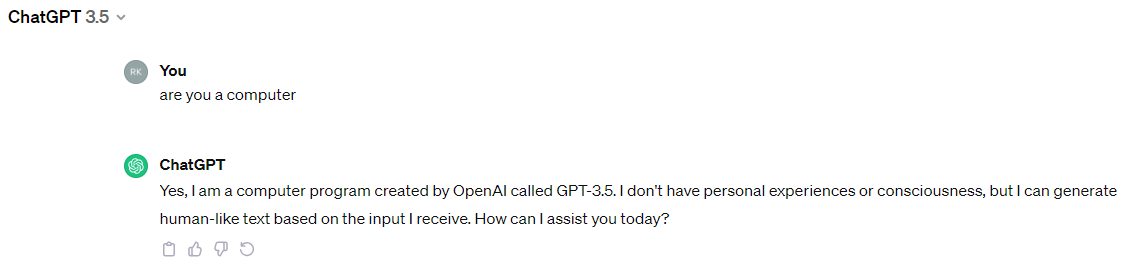 ChatGPT 3.5
RK
You
are you a computer
ChatGPT
Yes, I am a computer program created by OpenAI called GPT-3.5. I don't have personal experiences or consciousness, but I can generate
human-like text based on the input I receive. How can I assist you today?